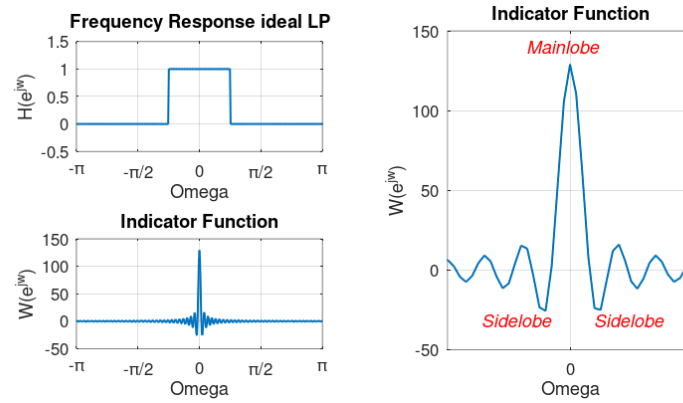 Frequency Response ideal LP
1.5
1
0.5
0
-0.5
H(e^jw)
-π
-π/2
0
π/2
π
Omega
Indicator Function
150
100
50
0
-50
W(e^jw)
-π
-π/2
0
π/2
π
Omega
Indicator Function
150
100
50
0
-50
W(e^jw)
Mainlobe
Sidelobe
Sidelobe
0
Omega